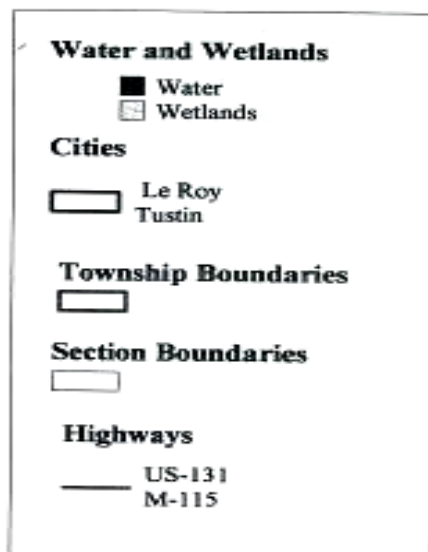 Water and Wetlands
Water
Wetlands
Cities
Le Roy
Tustin
Township Boundaries
Section Boundaries
Highways
US-131
M-115